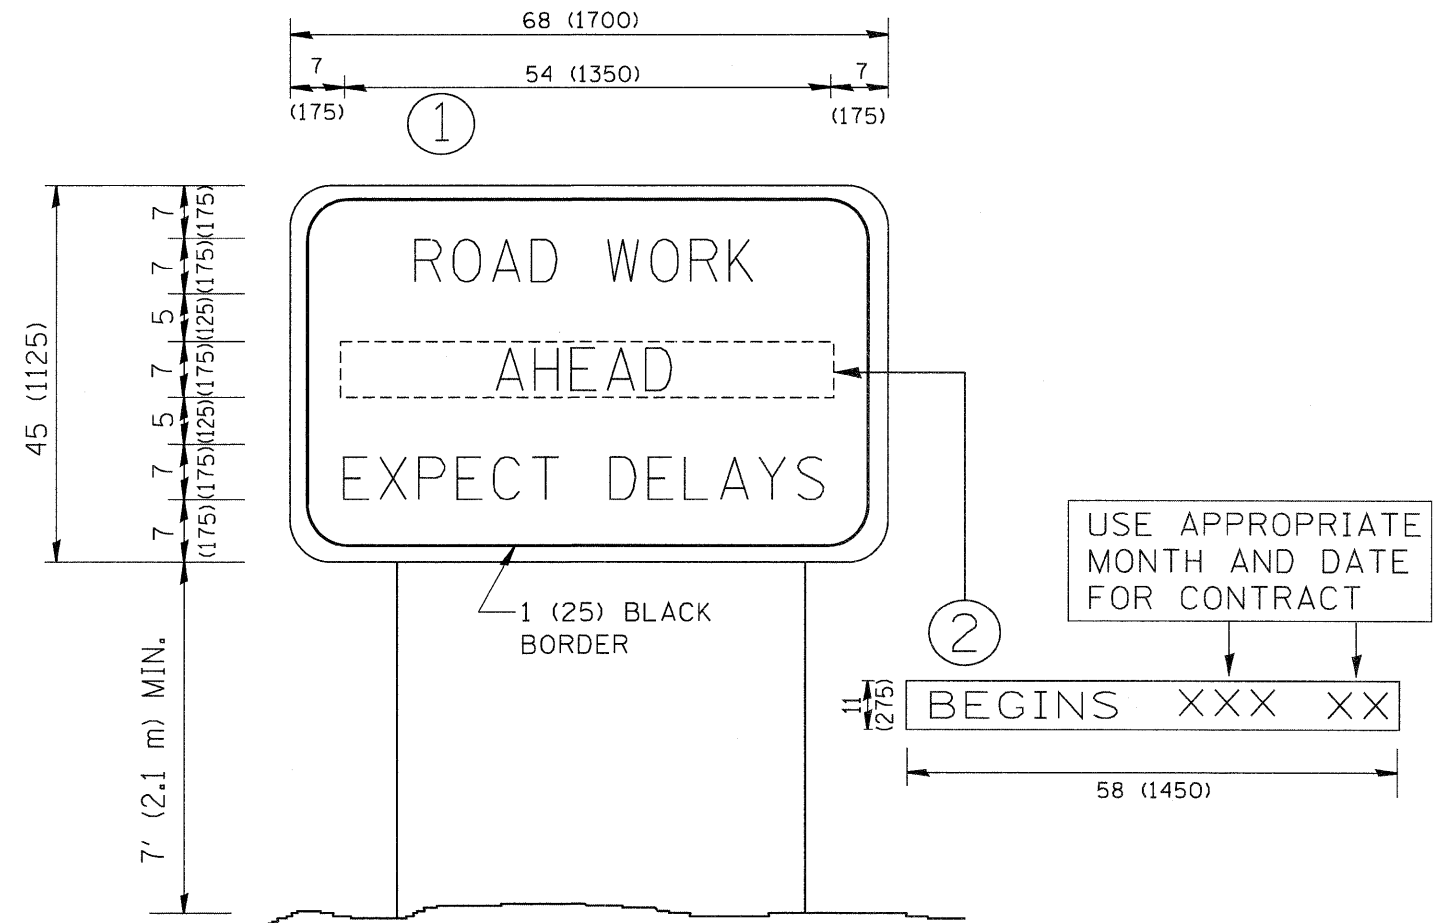 68 (1700)
7
54 (1350)
7
(175)
(175)
1
45 (1125)
7
(175)
7
(175)
5
(125)
7
(175)
5
(125)
7
(175)
7
(175)
ROAD WORK
AHEAD
EXPECT DELAYS
1 (25) BLACK
BORDER
7' (2.1 m) MIN.
USE APPROPRIATE
MONTH AND DATE
FOR CONTRACT
2
11
(275)
BEGINS XXX XX
58 (1450)